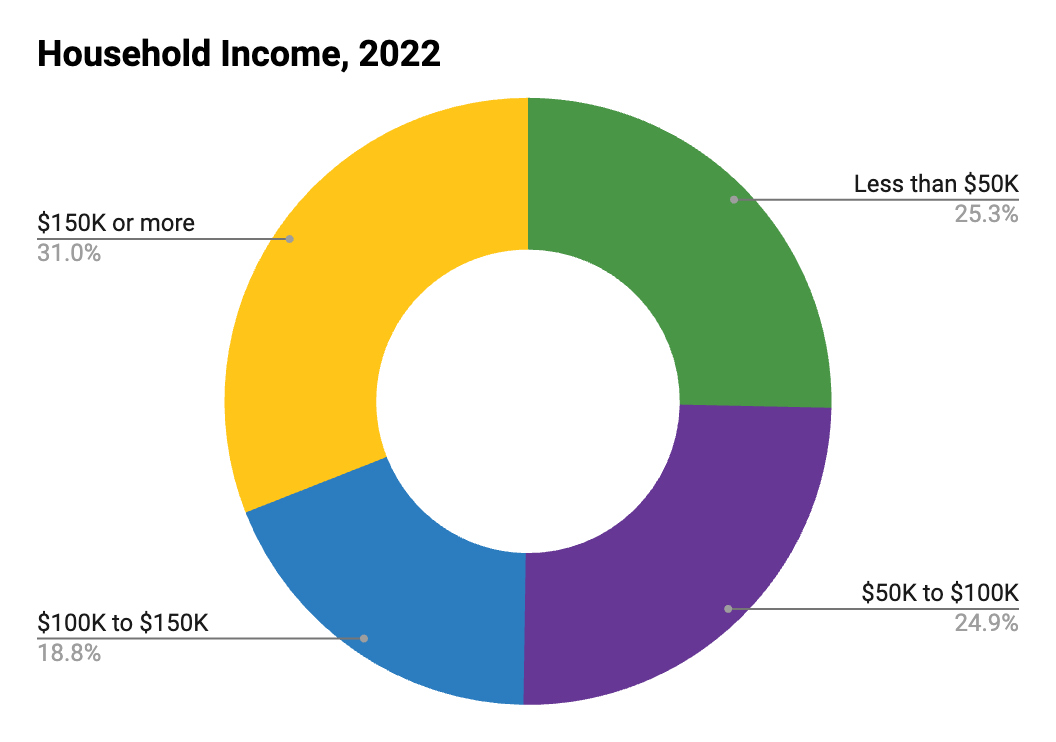 Household Income, 2022
Less than $50K
25.3%
$150K or more
31.0%
$50K to $100K
24.9%
$100K to $150K
18.8%